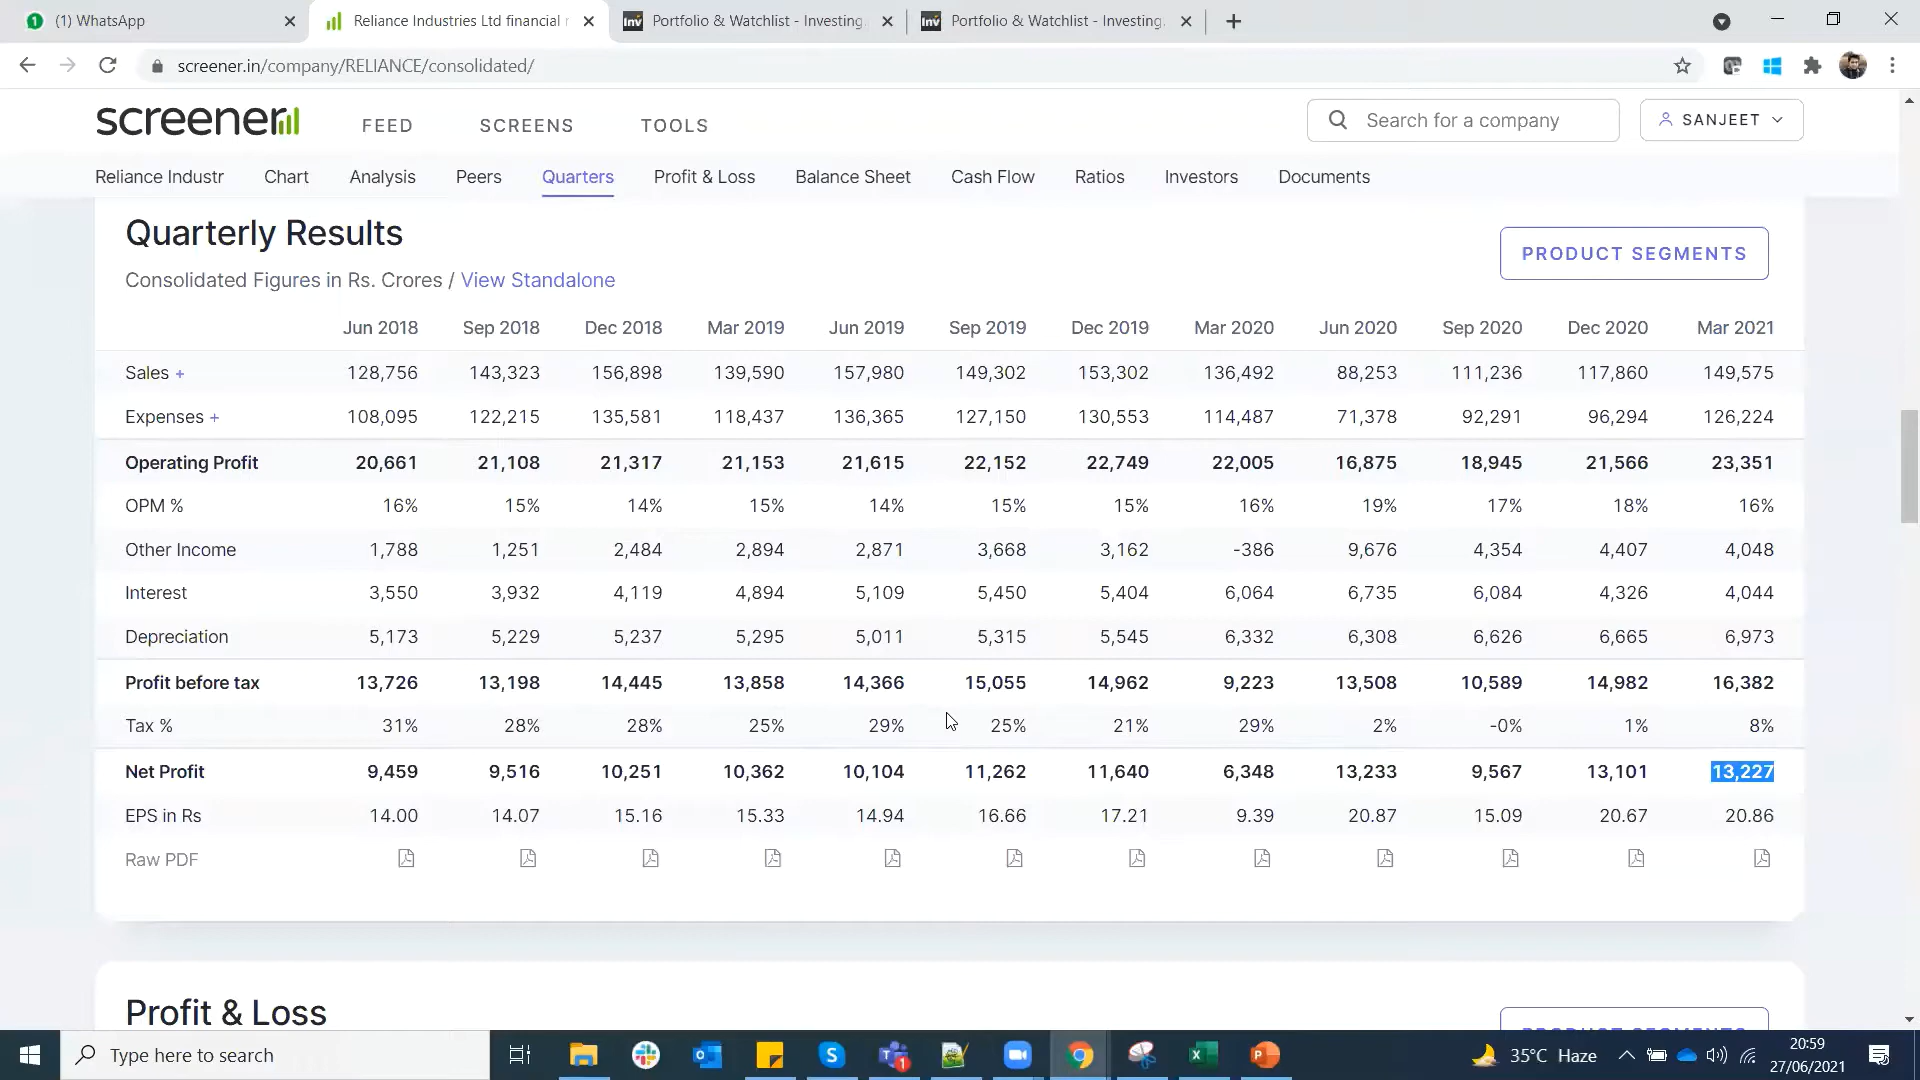 (1) WhatsApp
Reliance Industries Ltd financial r
Portfolio & Watchlist - Investing.
Portfolio & Watchlist - Investing.
screener.in/company/RELIANCE/consolidated/
screener FEED SCREENS TOOLS Search for a company SANJEET
Reliance Industr Chart Analysis Peers Quarters Profit & Loss Balance Sheet Cash Flow Ratios Investors Documents
Quarterly Results
PRODUCT SEGMENTS
Consolidated Figures in Rs. Crores / View Standalone
Jun 2018 Sep 2018 Dec 2018 Mar 2019 Jun 2019 Sep 2019 Dec 2019 Mar 2020 Jun 2020 Sep 2020 Dec 2020 Mar 2021
Sales + 128,756 143,323 156,898 139,590 157,980 149,302 153,302 136,492 88,253 111,236 117,860 149,575
Expenses + 108,095 122,215 135,581 118,437 136,365 127,150 130,553 114,487 71,378 92,291 96,294 126,224
Operating Profit 20,661 21,108 21,317 21,153 21,615 22,152 22,749 22,005 16,875 18,945 21,566 23,351
OPM % 16% 15% 14% 15% 14% 15% 15% 16% 19% 17% 18% 16%
Other Income 1,788 1,251 2,484 2,894 2,871 3,668 3,162 -386 9,676 4,354 4,407 4,048
Interest 3,550 3,932 4,119 4,894 5,109 5,450 5,404 6,064 6,735 6,084 4,326 4,044
Depreciation 5,173 5,229 5,237 5,295 5,011 5,315 5,545 6,332 6,308 6,626 6,665 6,973
Profit before tax 13,726 13,198 14,445 13,858 14,366 15,055 14,962 9,223 13,508 10,589 14,982 16,382
Tax % 31% 28% 28% 25% 29% 25% 21% 29% 2% -0% 1% 8%
Net Profit 9,459 9,516 10,251 10,362 10,104 11,262 11,640 6,348 13,233 9,567 13,101 13,227
EPS in Rs 14.00 14.07 15.16 15.33 14.94 16.66 17.21 9.39 20.87 15.09 20.67 20.86
Raw PDF
Profit & Loss
PRODUCT SEGMENTS
Type here to search
35°C Haze
20:59
27/06/2021